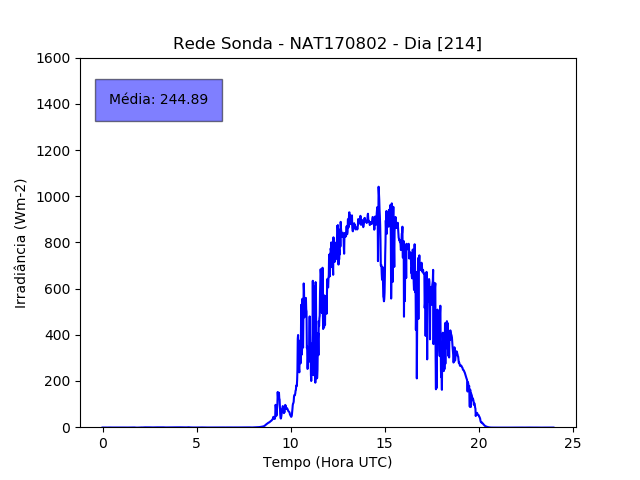 Rede Sonda - NAT170802 - Dia [214]
1600
1400
1200
1000
800
600
400
200
0
Irradiância (Wm-2)
Média: 244.89
0 5 10 15 20 25
Tempo (Hora UTC)